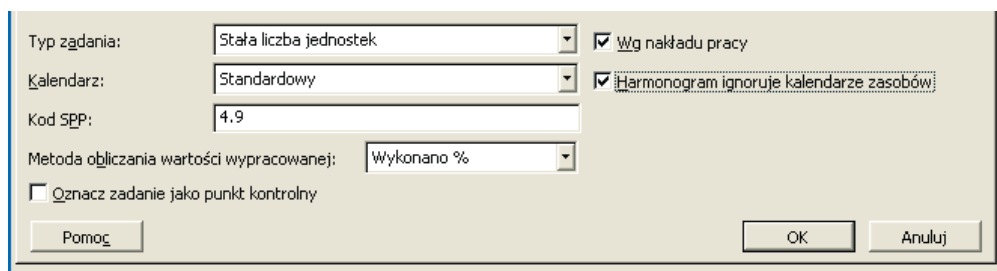 Typ zadania: Stała liczba jednostek Wg nakładu pracy
Kalendarz: Standardowy Harmonogram ignoruje kalendarze zasobów
Kod SPP: 4.9
Metoda obliczania wartości wypracowanej: Wykonano %
Oznacz zadanie jako punkt kontrolny
Pomoc OK Anuluj